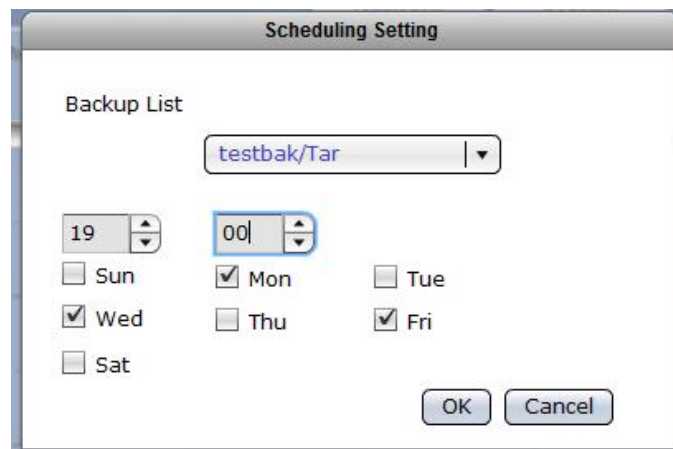 Scheduling Setting
Backup List
testbak/Tar
19 00
Sun Mon Tue
Wed Thu Fri
Sat
OK Cancel